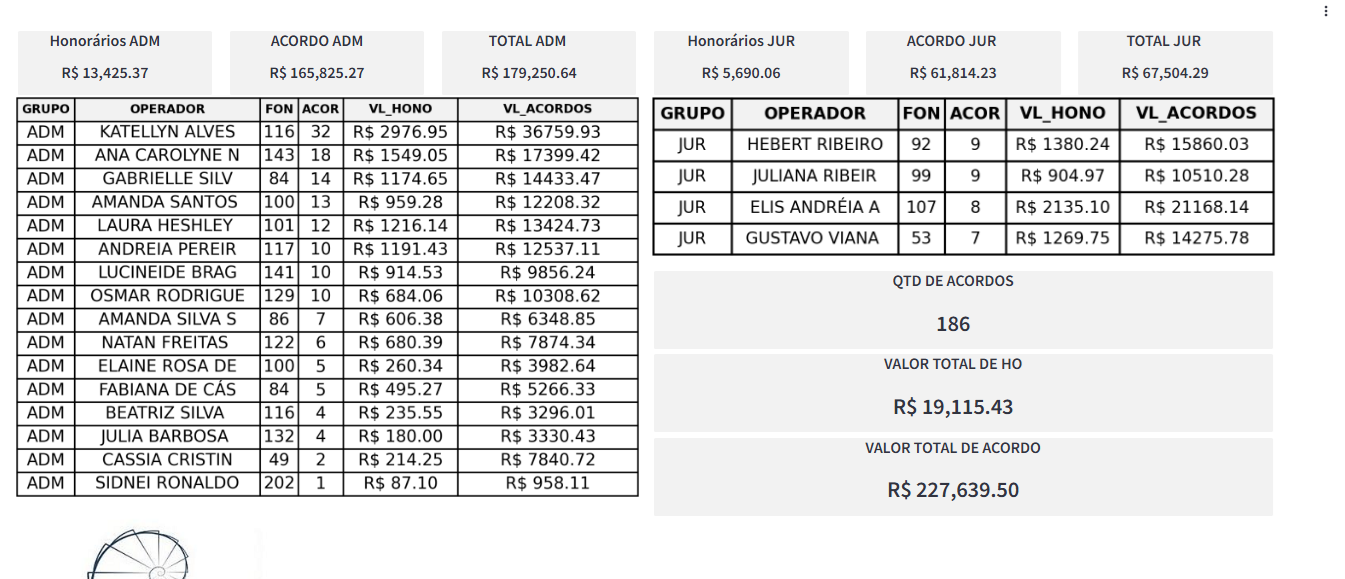 Honorários ADM
R$ 13,425.37
ACORDO ADM
R$ 165,825.27
TOTAL ADM
R$ 179,250.64
Honorários JUR
R$ 5,690.06
ACORDO JUR
R$ 61,814.23
TOTAL JUR
R$ 67,504.29
GRUPO OPERADOR FON ACOR VL_HONO VL_ACORDOS
ADM KATELLYN ALVES 116 32 R$ 2976.95 R$ 36759.93
ADM ANA CAROLYNE N 143 18 R$ 1549.05 R$ 17399.42
ADM GABRIELLE SILV 84 14 R$ 1174.65 R$ 14433.47
ADM AMANDA SANTOS 100 13 R$ 959.28 R$ 12208.32
ADM LAURA HESHLEY 101 12 R$ 1216.14 R$ 13424.73
ADM ANDREIA PEREIR 117 10 R$ 1191.43 R$ 12537.11
ADM LUCINEIDE BRAG 141 10 R$ 914.53 R$ 9856.24
ADM OSMAR RODRIGUE 129 10 R$ 684.06 R$ 10308.62
ADM AMANDA SILVA S 86 7 R$ 606.38 R$ 6348.85
ADM NATAN FREITAS 122 6 R$ 680.39 R$ 7874.34
ADM ELAINE ROSA DE 100 5 R$ 260.34 R$ 3982.64
ADM FABIANA DE CÁS 84 5 R$ 495.27 R$ 5266.33
ADM BEATRIZ SILVA 116 4 R$ 235.55 R$ 3296.01
ADM JULIA BARBOSA 132 4 R$ 180.00 R$ 3330.43
ADM CASSIA CRISTIN 49 2 R$ 214.25 R$ 7840.72
ADM SIDNEI RONALDO 202 1 R$ 87.10 R$ 958.11
GRUPO OPERADOR FON ACOR VL_HONO VL_ACORDOS
JUR HEBERT RIBEIRO 92 9 R$ 1380.24 R$ 15860.03
JUR JULIANA RIBEIR 99 9 R$ 904.97 R$ 10510.28
JUR ELIS ANDRÉIA A 107 8 R$ 2135.10 R$ 21168.14
JUR GUSTAVO VIANA 53 7 R$ 1269.75 R$ 14275.78
QTD DE ACORDOS
186
VALOR TOTAL DE HO
R$ 19,115.43
VALOR TOTAL DE ACORDO
R$ 227,639.50